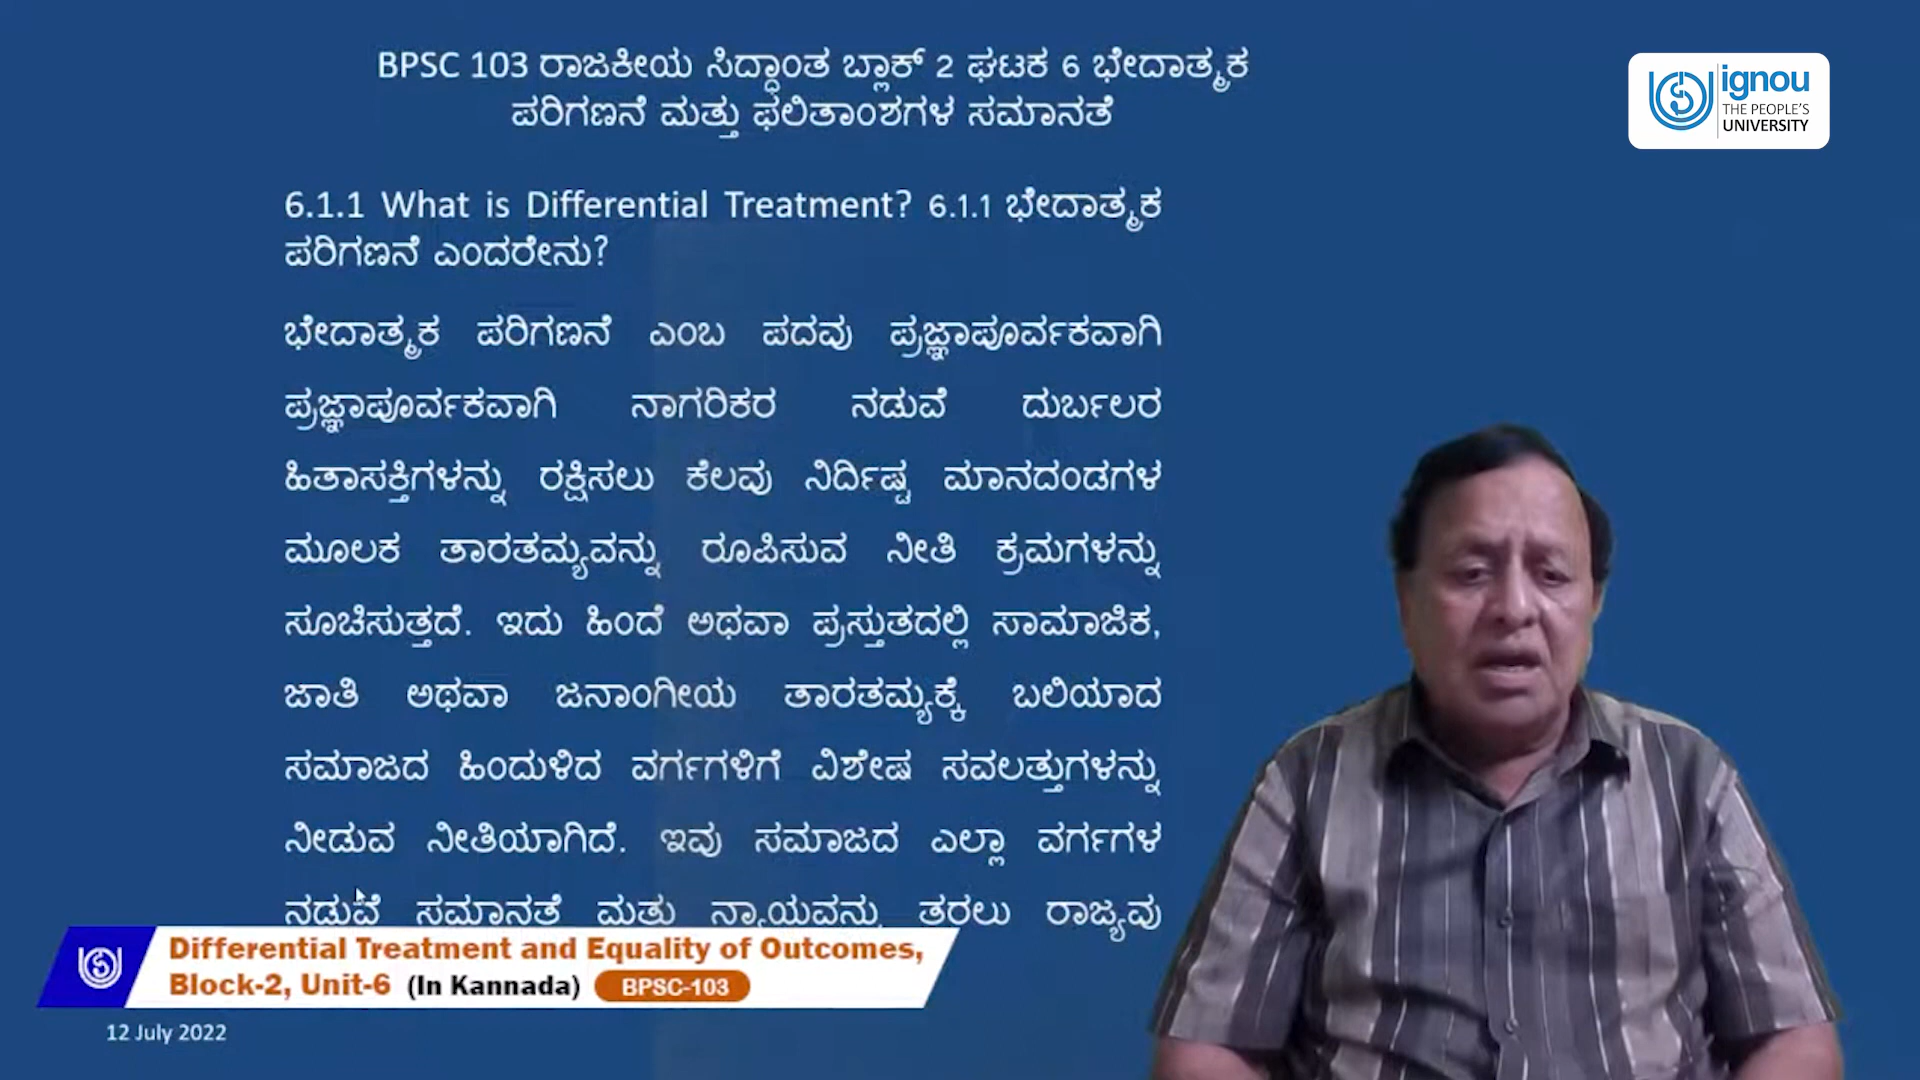 BPSC 103 ರಾಜಕೀಯ ಸಿದ್ಧಾಂತ ಬ್ಲಾಕ್ 2 ಘಟಕ 6 ಭೇದಾತ್ಮಕ
ಪರಿಗಣನೆ ಮತ್ತು ಫಲಿತಾಂಶಗಳ ಸಮಾನತೆ
ignou
THE PEOPLE'S
UNIVERSITY
6.1.1 What is Differential Treatment? 6.1.1 ಭೇದಾತ್ಮಕ
ಪರಿಗಣನೆ ಎಂದರೇನು?
ಭೇದಾತ್ಮಕ ಪರಿಗಣನೆ ಎಂಬ ಪದವು ಪ್ರಜ್ಞಾಪೂರ್ವಕವಾಗಿ
ಪ್ರಜ್ಞಾಪೂರ್ವಕವಾಗಿ ನಾಗರಿಕರ ನಡುವೆ ದುರ್ಬಲರ
ಹಿತಾಸಕ್ತಿಗಳನ್ನು ರಕ್ಷಿಸಲು ಕೆಲವು ನಿರ್ದಿಷ್ಟ ಮಾನದಂಡಗಳ
ಮೂಲಕ ತಾರತಮ್ಯವನ್ನು ರೂಪಿಸುವ ನೀತಿ ಕ್ರಮಗಳನ್ನು
ಸೂಚಿಸುತ್ತದೆ. ಇದು ಹಿಂದೆ ಅಥವಾ ಪ್ರಸ್ತುತದಲ್ಲಿ ಸಾಮಾಜಿಕ,
ಜಾತಿ ಅಥವಾ ಜನಾಂಗೀಯ ತಾರತಮ್ಯಕ್ಕೆ ಬಲಿಯಾದ
ಸಮಾಜದ ಹಿಂದುಳಿದ ವರ್ಗಗಳಿಗೆ ವಿಶೇಷ ಸವಲತ್ತುಗಳನ್ನು
ನೀಡುವ ನೀತಿಯಾಗಿದೆ. ಇವು ಸಮಾಜದ ಎಲ್ಲಾ ವರ್ಗಗಳ
ನಡುವೆ ಸಮಾನತೆ ಮತ್ತು ನ್ಯಾಯವನ್ನು ತರಲು ರಾಜ್ಯವು
Differential Treatment and Equality of Outcomes,
Block-2, Unit-6 (In Kannada) BPSC-103
12 July 2022